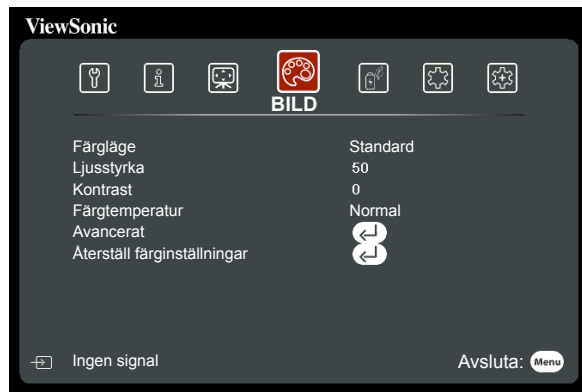 ViewSonic
BILD
Färgläge Standard
Ljusstyrka 50
Kontrast 0
Färgtemperatur Normal
Avancerat
Återställ färginställningar
Ingen signal Avsluta: Menu